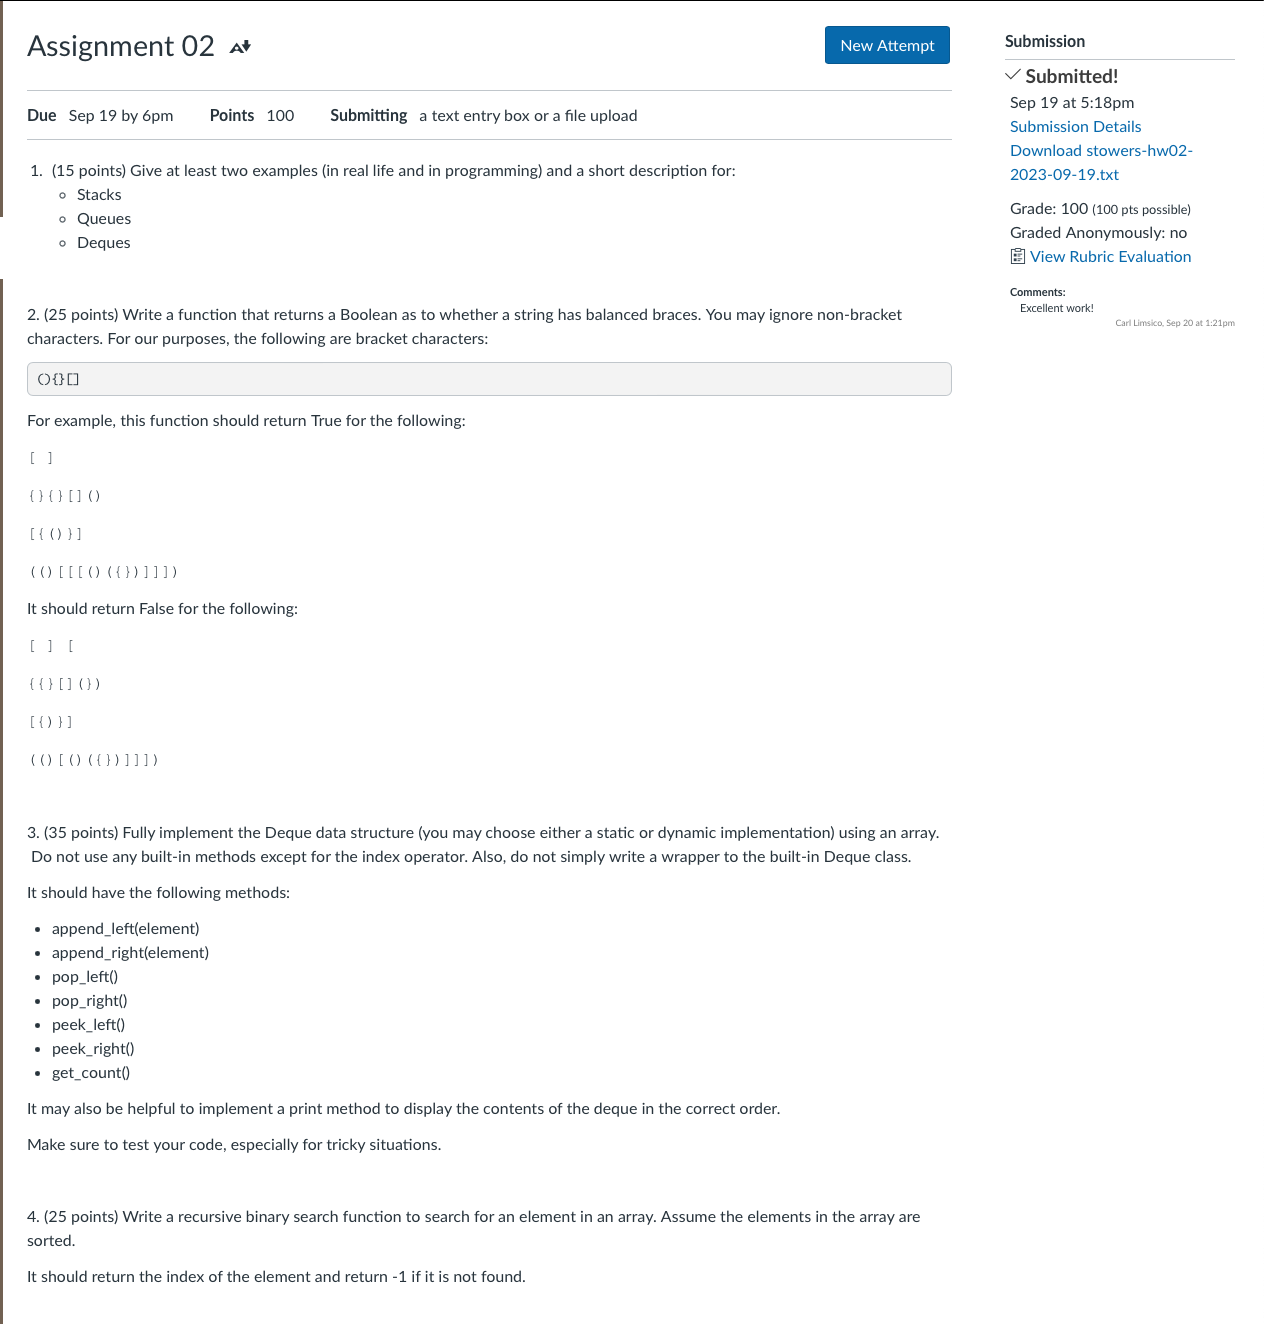 Assignment 02
New Attempt
Due Sep 19 by 6pm Points 100 Submitting a text entry box or a file upload
1. (15 points) Give at least two examples (in real life and in programming) and a short description for:
Stacks
Queues
Deques
2. (25 points) Write a function that returns a Boolean as to whether a string has balanced braces. You may ignore non-bracket
characters. For our purposes, the following are bracket characters:
(){}[]
For example, this function should return True for the following:
[ ]
{}{}[]()
[{()}]
(()[[[()({})]]])
It should return False for the following:
[ ] [
{{}[](})
[{)}]
(()[()({})]]])
3. (35 points) Fully implement the Deque data structure (you may choose either a static or dynamic implementation) using an array.
Do not use any built-in methods except for the index operator. Also, do not simply write a wrapper to the built-in Deque class.
It should have the following methods:
append_left(element)
append_right(element)
pop_left()
pop_right()
peek_left()
peek_right()
get_count()
It may also be helpful to implement a print method to display the contents of the deque in the correct order.
Make sure to test your code, especially for tricky situations.
4. (25 points) Write a recursive binary search function to search for an element in an array. Assume the elements in the array are
sorted.
It should return the index of the element and return -1 if it is not found.
Submission
Submitted!
Sep 19 at 5:18pm
Submission Details
Download stowers-hw02-
2023-09-19.txt
Grade: 100 (100 pts possible)
Graded Anonymously: no
View Rubric Evaluation
Comments:
Excellent work!
Carl Limsico, Sep 20 at 1:21pm